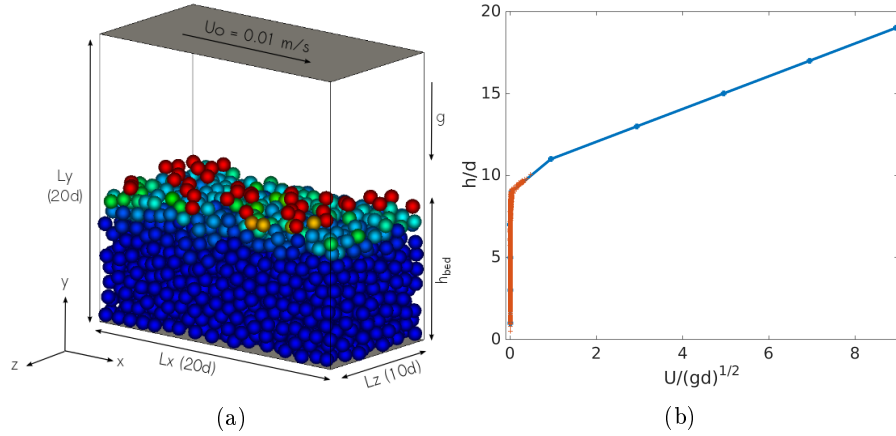 Uo = 0.01 m/s
g
Ly
(20d)
h_bed
y
z
x
Lx (20d)
Lz (10d)
(a)
20
15
10
5
0
h/d
0
2
4
6
8
U/(gd)^{1/2}
(b)